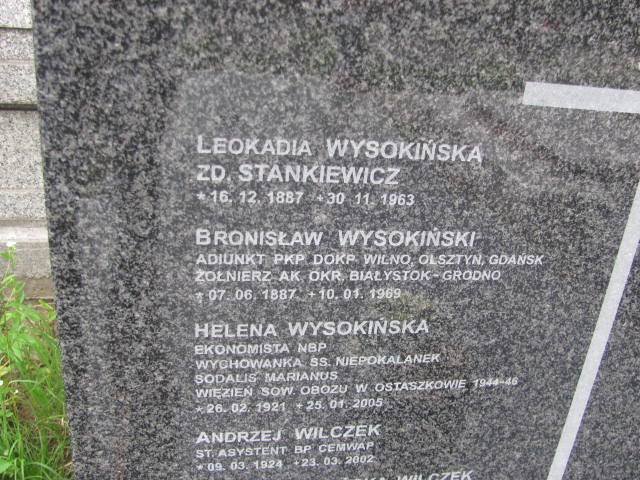 LEOKADIA WYSOKIŃSKA
ZD. STANKIEWICZ
* 16. 12. 1887 + 30 11. 1963
BRONISŁAW WYSOKIŃSKI
ADIUNKT PKP DOKP WILNO, OLSZTYN, GDAŃSK
ŻOŁNIERZ AK OKR. BIAŁYSTOK - GRODNO
* 07. 06. 1887 + 10. 01. 1969
HELENA WYSOKIŃSKA
EKONOMISTA NBP
WYCHOWANKA SS. NIEPOKALANEK
SODALIS MARIANUS
WIĘZIEŃ SOW. OBOZU W OSTASZKOWIE 1944-46
* 26. 02. 1921 + 25. 01. 2005
ANDRZEJ WILCZEK
ST. ASYSTENT BP CEMWAP
* 09. 03. 1924 + 23. 03. 2002
WILCZEK